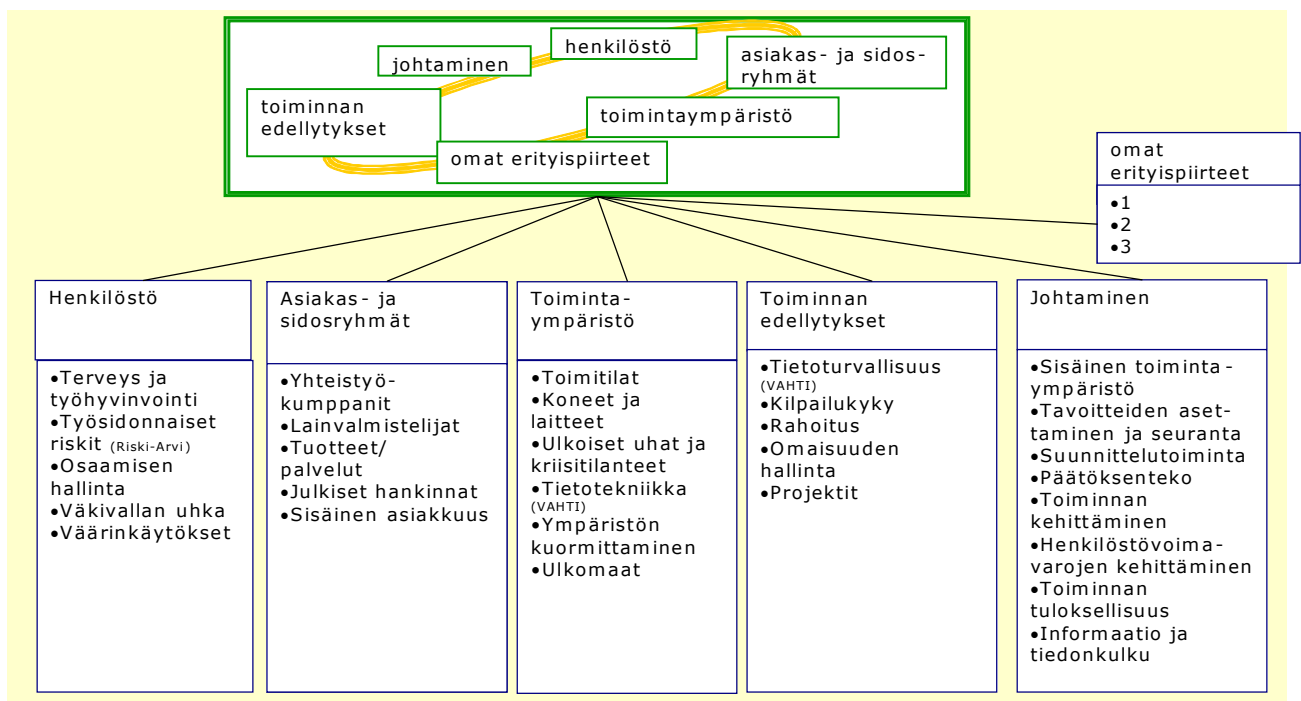 henkilöstö
johtaminen
asiakas- ja sidos-
ryhmät
toiminnan
edellytykset
toimintaympäristö
omat erityispiirteet
omat
erityispiirteet
•1
•2
•3
Henkilöstö
•Terveys ja
työhyvinvointi
•Työsidonnaiset
riskit (Riski-Arvi)
•Osaamisen
hallinta
•Väkivallan uhka
•Väärinkäytökset
Asiakas- ja
sidosryhmät
•Yhteistyö-
kumppanit
•Lainvalmistelijat
•Tuotteet/
palvelut
•Julkiset hankinnat
•Sisäinen asiakkuus
Toiminta-
ympäristö
•Toimitilat
•Koneet ja
laitteet
•Ulkoiset uhat ja
kriisitilanteet
•Tietotekniikka
(VAHTI)
•Ympäristön
kuormittaminen
•Ulkomaat
Toiminnan
edellytykset
•Tietoturvallisuus
(VAHTI)
•Kilpailukyky
•Rahoitus
•Omaisuuden
hallinta
•Projektit
Johtaminen
•Sisäinen toiminta-
ympäristö
•Tavoitteiden aset-
taminen ja seuranta
•Suunnittelutoiminta
•Päätöksenteko
•Toiminnan
kehittäminen
•Henkilöstövoima-
varojen kehittäminen
•Toiminnan
tuloksellisuus
•Informaatio ja
tiedonkulku